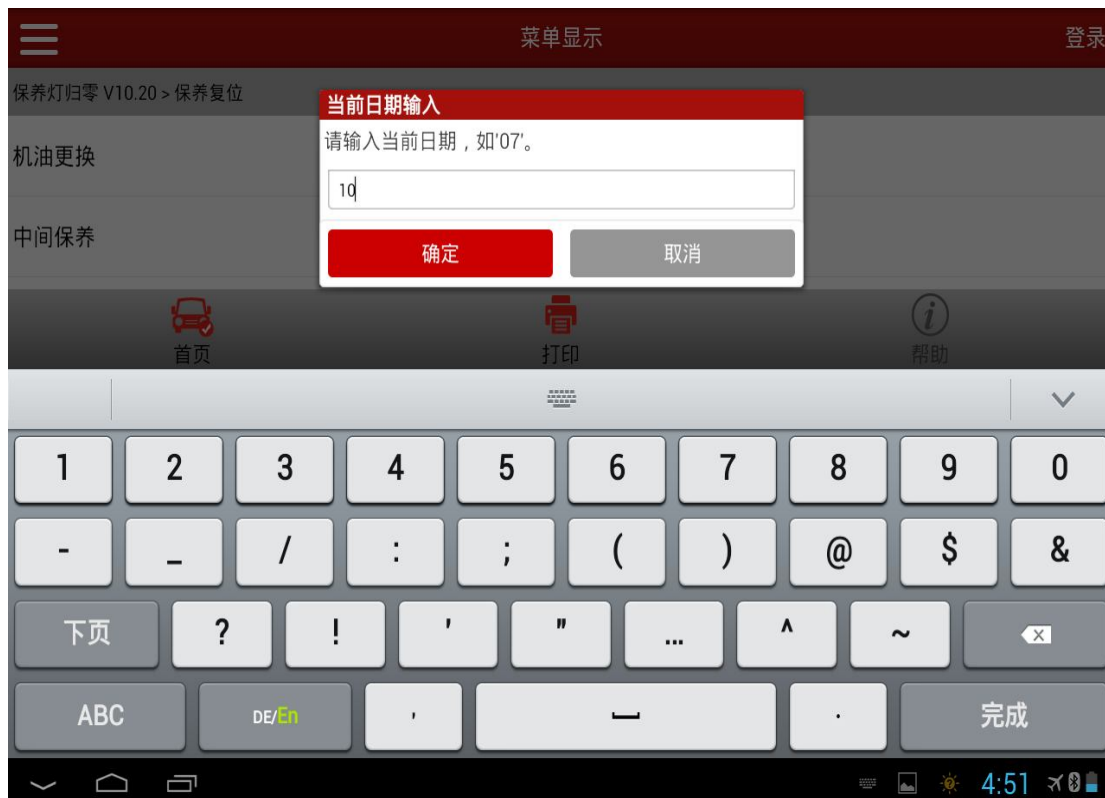 菜单显示
登录
保养灯归零 V10.20 > 保养复位
当前日期输入
请输入当前日期，如'07'。
10
确定
取消
机油更换
中间保养
首页
打印
帮助
1 2 3 4 5 6 7 8 9 0
- _ / : ; ( ) @ $ &
下页 ? ! ' " ... ^ ~
ABC DE/En , . 完成
4:51